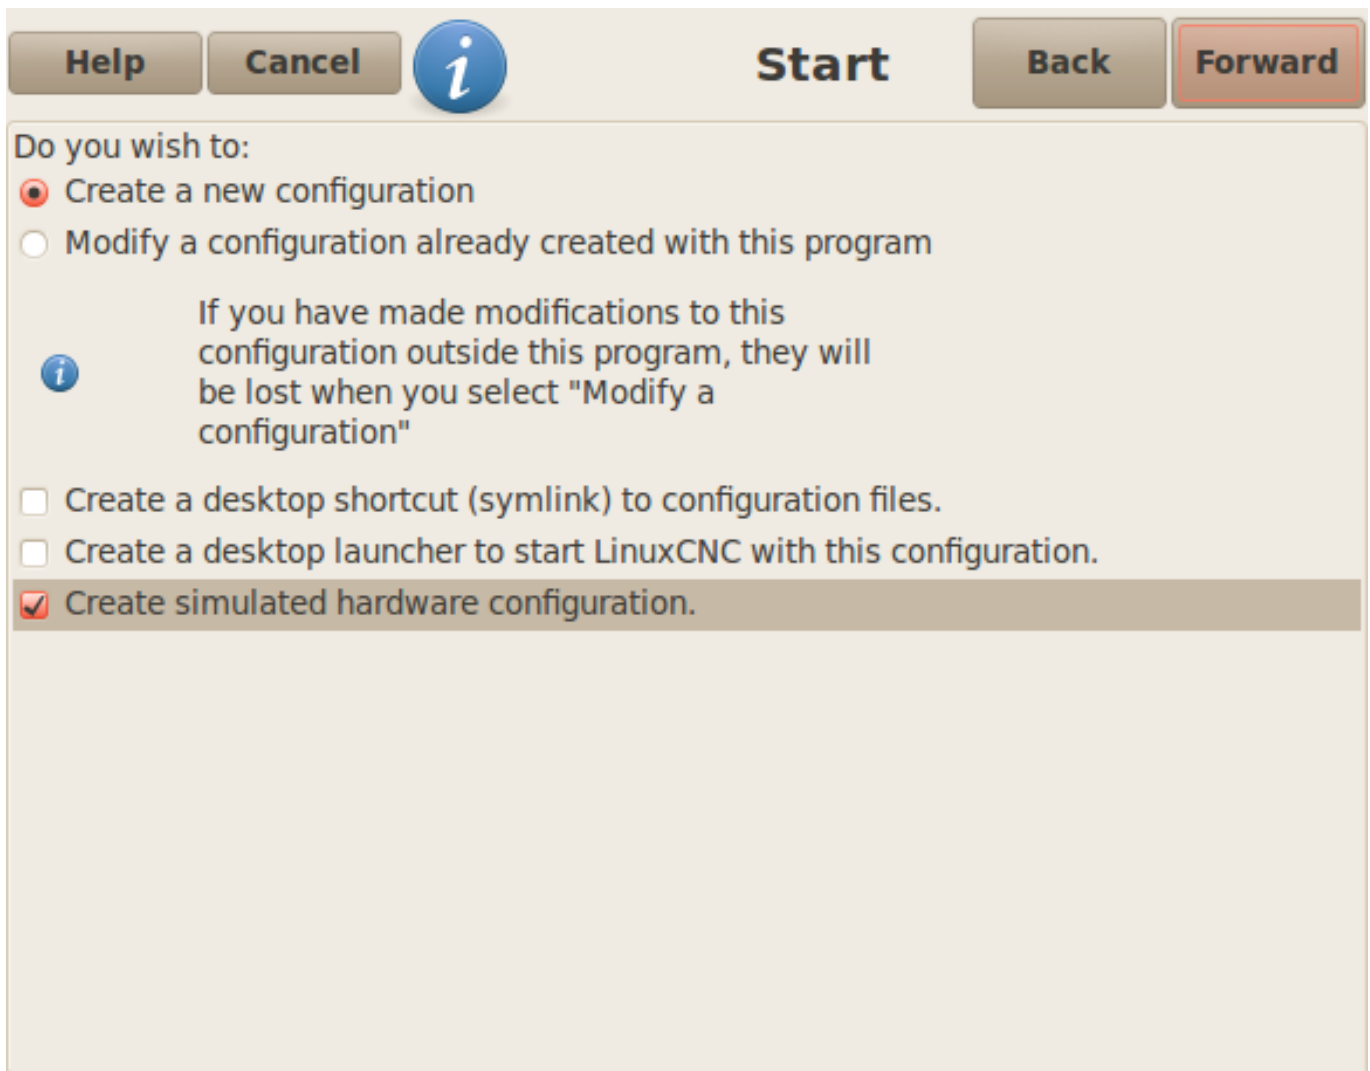 Help Cancel i Start Back Forward
Do you wish to:
Create a new configuration
Modify a configuration already created with this program
If you have made modifications to this
configuration outside this program, they will
i
be lost when you select "Modify a
configuration"
Create a desktop shortcut (symlink) to configuration files.
Create a desktop launcher to start LinuxCNC with this configuration.
Create simulated hardware configuration.